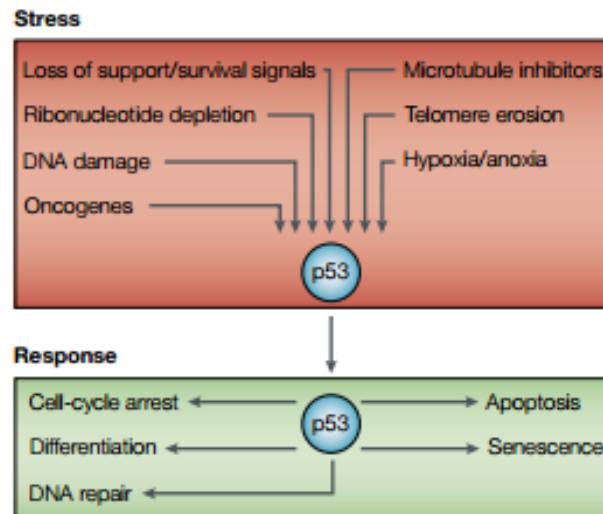 Stress
Loss of support/survival signals
Ribonucleotide depletion
DNA damage
Oncogenes
Microtubule inhibitors
Telomere erosion
Hypoxia/anoxia
p53
Response
Cell-cycle arrest
Differentiation
DNA repair
p53
Apoptosis
Senescence